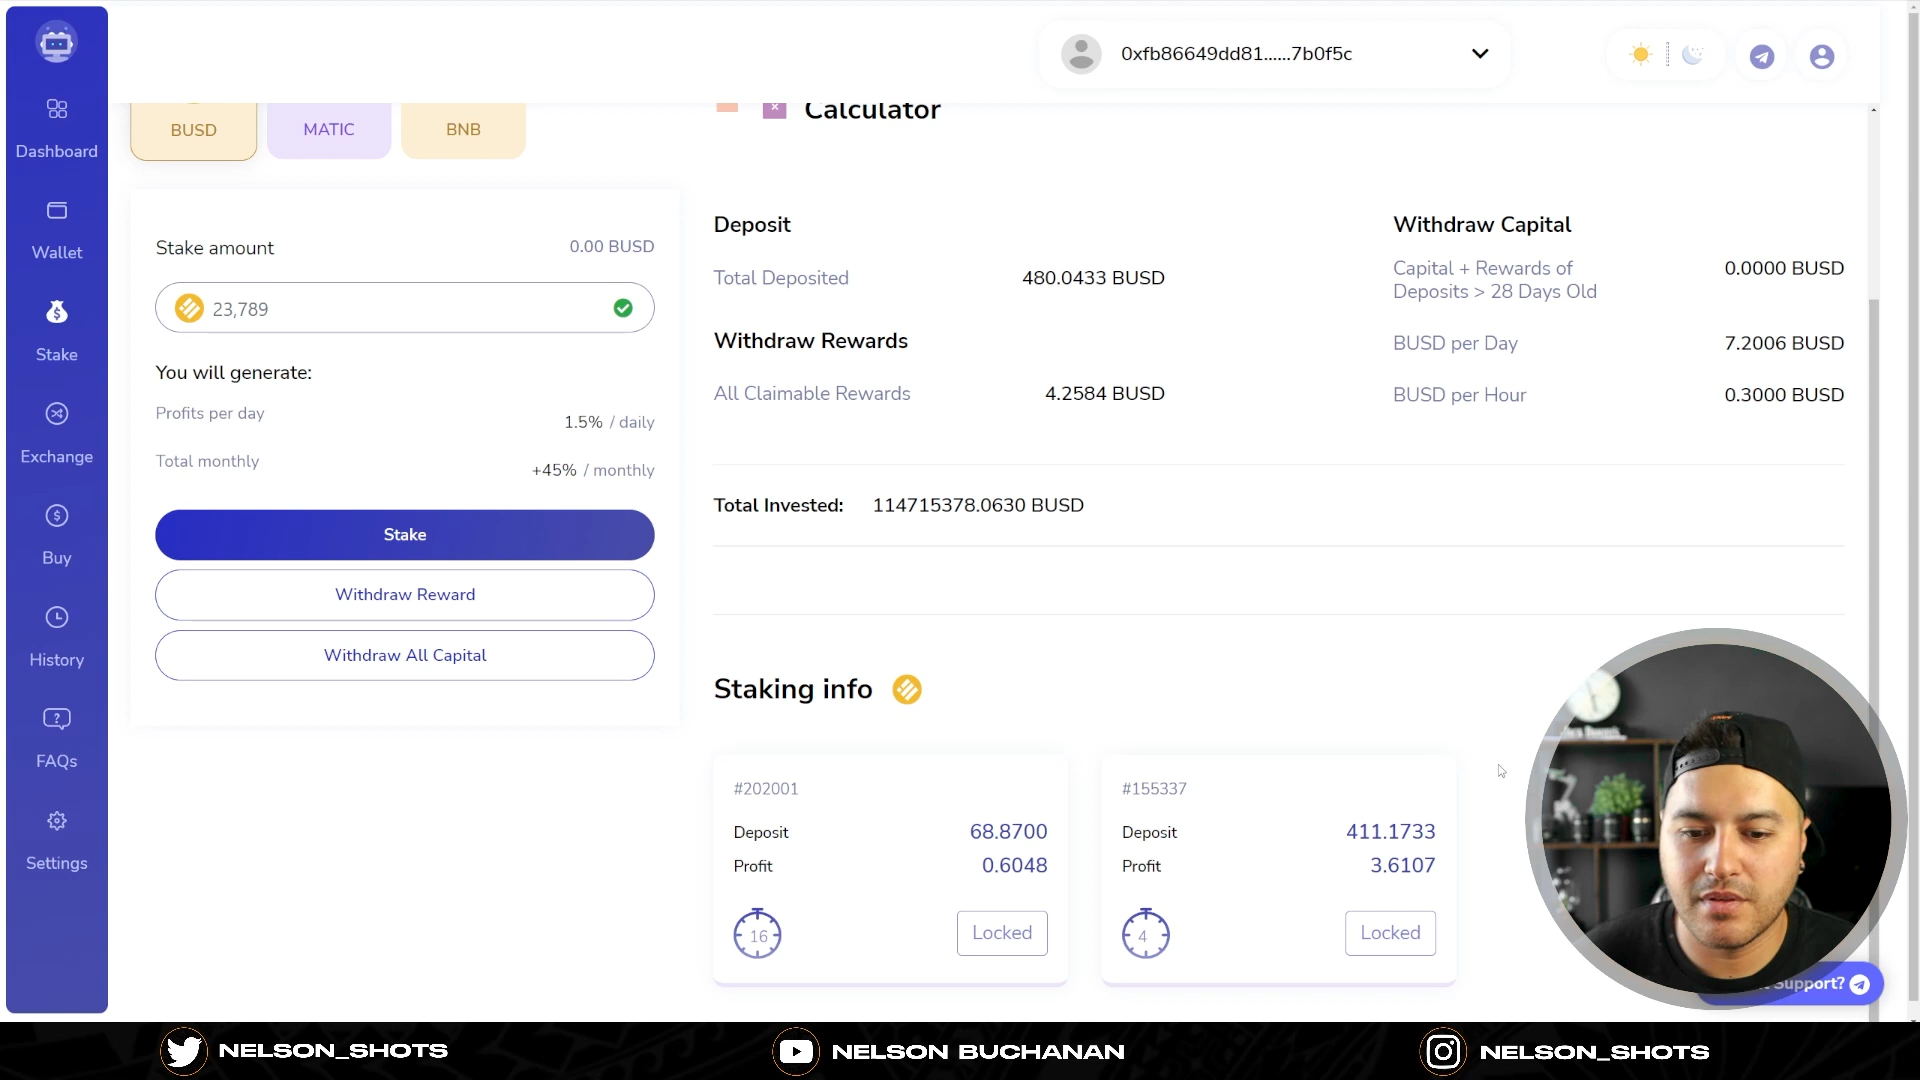 0xfb86649dd81......7b0f5c
Dashboard
Wallet
Stake
Exchange
Buy
History
FAQs
Settings
BUSD
MATIC
BNB
Calculator
Stake amount
0.00 BUSD
23,789
You will generate:
Profits per day
1.5% / daily
Total monthly
+45% / monthly
Stake
Withdraw Reward
Withdraw All Capital
Deposit
Total Deposited
480.0433 BUSD
Withdraw Rewards
All Claimable Rewards
4.2584 BUSD
Withdraw Capital
Capital + Rewards of
Deposits > 28 Days Old
0.0000 BUSD
BUSD per Day
7.2006 BUSD
BUSD per Hour
0.3000 BUSD
Total Invested: 114715378.0630 BUSD
Staking info
#202001
Deposit 68.8700
Profit 0.6048
16
Locked
#155337
Deposit 411.1733
Profit 3.6107
4
Locked
Support?
NELSON_SHOTS
NELSON BUCHANAN
NELSON_SHOTS